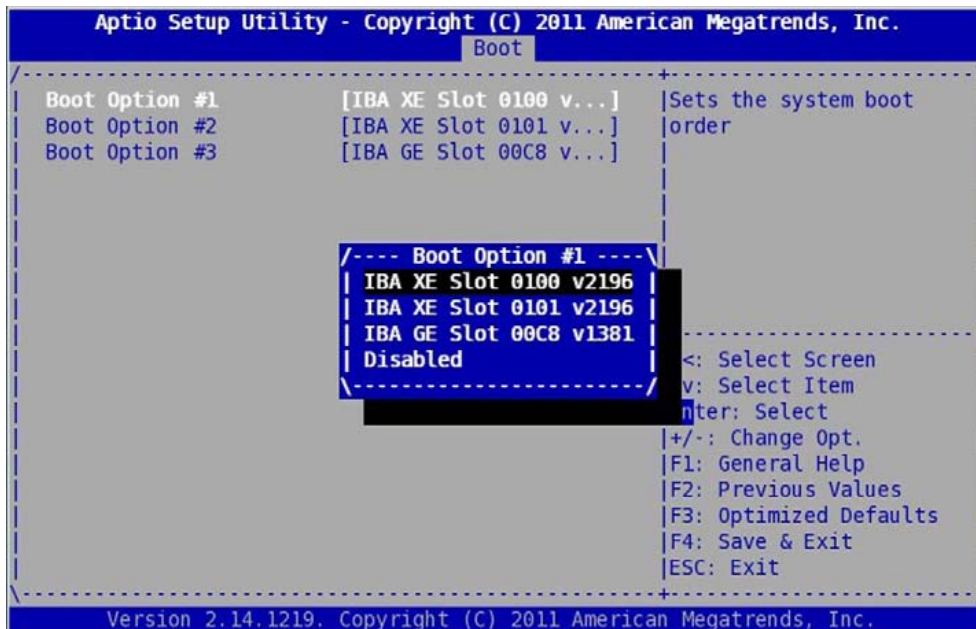 Aptio Setup Utility - Copyright (C) 2011 American Megatrends, Inc.
Boot
Boot Option #1 [IBA XE Slot 0100 v...] |Sets the system boot
Boot Option #2 [IBA XE Slot 0101 v...] |order
Boot Option #3 [IBA GE Slot 00C8 v...]
/---- Boot Option #1 ----\
IBA XE Slot 0100 v2196
IBA XE Slot 0101 v2196
IBA GE Slot 00C8 v1381
Disabled
<: Select Screen
v: Select Item
nter: Select
+/-: Change Opt.
F1: General Help
F2: Previous Values
F3: Optimized Defaults
F4: Save & Exit
ESC: Exit
Version 2.14.1219. Copyright (C) 2011 American Megatrends, Inc.